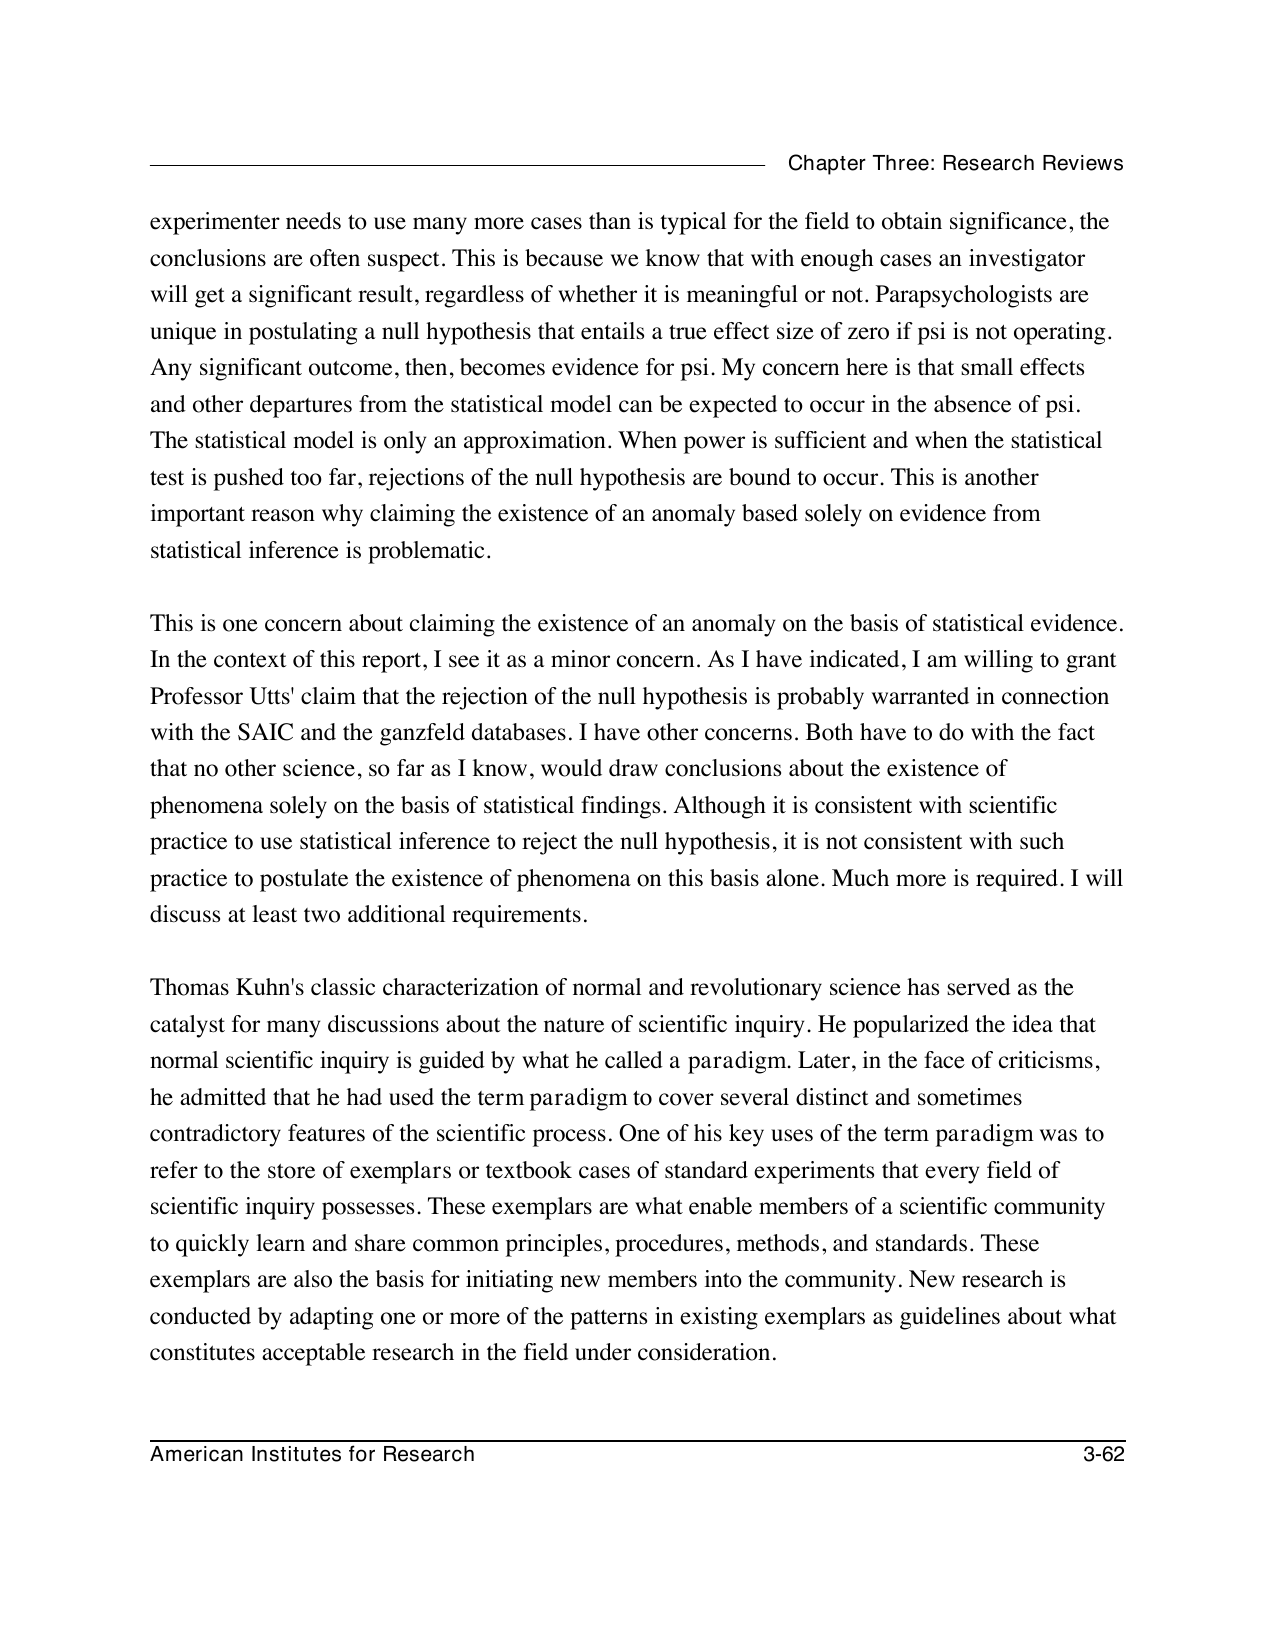 Chapter Three: Research Reviews
experimenter needs to use many more cases than is typical for the field to obtain significance, the
conclusions are often suspect. This is because we know that with enough cases an investigator
will get a significant result, regardless of whether it is meaningful or not. Parapsychologists are
unique in postulating a null hypothesis that entails a true effect size of zero if psi is not operating.
Any significant outcome, then, becomes evidence for psi. My concern here is that small effects
and other departures from the statistical model can be expected to occur in the absence of psi.
The statistical model is only an approximation. When power is sufficient and when the statistical
test is pushed too far, rejections of the null hypothesis are bound to occur. This is another
important reason why claiming the existence of an anomaly based solely on evidence from
statistical inference is problematic.
This is one concern about claiming the existence of an anomaly on the basis of statistical evidence.
In the context of this report, I see it as a minor concern. As I have indicated, I am willing to grant
Professor Utts' claim that the rejection of the null hypothesis is probably warranted in connection
with the SAIC and the ganzfeld databases. I have other concerns. Both have to do with the fact
that no other science, so far as I know, would draw conclusions about the existence of
phenomena solely on the basis of statistical findings. Although it is consistent with scientific
practice to use statistical inference to reject the null hypothesis, it is not consistent with such
practice to postulate the existence of phenomena on this basis alone. Much more is required. I will
discuss at least two additional requirements.
Thomas Kuhn's classic characterization of normal and revolutionary science has served as the
catalyst for many discussions about the nature of scientific inquiry. He popularized the idea that
normal scientific inquiry is guided by what he called a paradigm. Later, in the face of criticisms,
he admitted that he had used the term paradigm to cover several distinct and sometimes
contradictory features of the scientific process. One of his key uses of the term paradigm was to
refer to the store of exemplars or textbook cases of standard experiments that every field of
scientific inquiry possesses. These exemplars are what enable members of a scientific community
to quickly learn and share common principles, procedures, methods, and standards. These
exemplars are also the basis for initiating new members into the community. New research is
conducted by adapting one or more of the patterns in existing exemplars as guidelines about what
constitutes acceptable research in the field under consideration.
American Institutes for Research 3-62